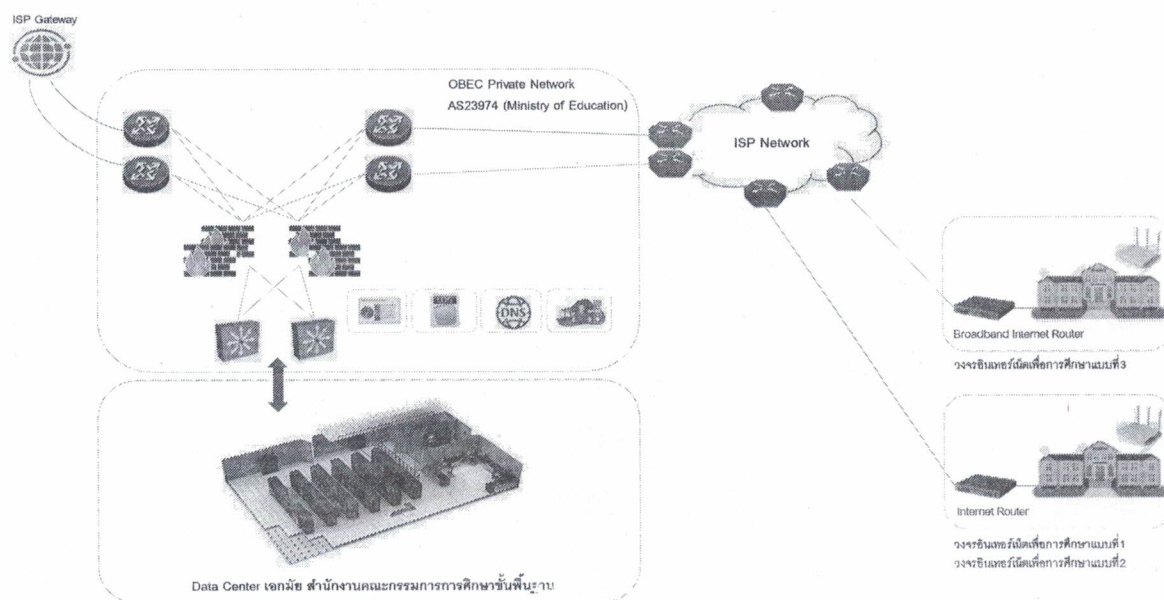 ISP Gateway
OBEC Private Network
AS23974 (Ministry of Education)
ISP Network
DNS
Broadband Internet Router
วงจรอินเทอร์เน็ตเพื่อการศึกษาแบบที่3
Internet Router
วงจรอินเทอร์เน็ตเพื่อการศึกษาแบบที่1
วงจรอินเทอร์เน็ตเพื่อการศึกษาแบบที่2
Data Center เอกมัย สำนักงานคณะกรรมการการศึกษาขั้นพื้นฐาน